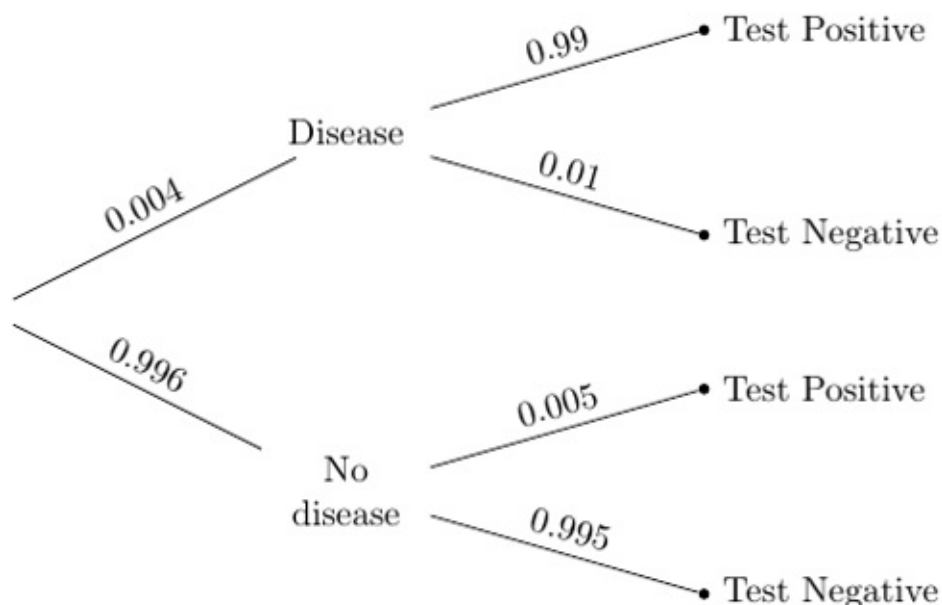 0.99
Test Positive
Disease
0.01
0.004
Test Negative
0.996
0.005
Test Positive
No
disease
0.995
Test Negative